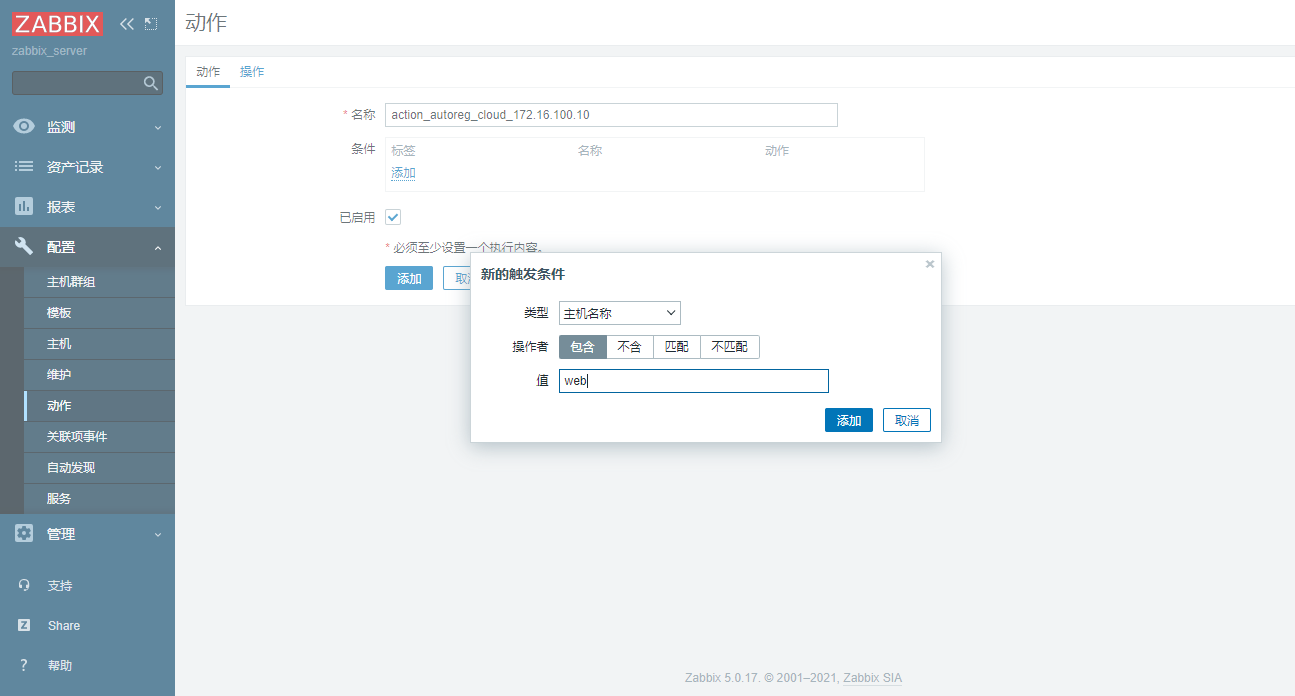 ZABBIX
zabbix_server
监测
资产记录
报表
配置
主机群组
模板
主机
维护
动作
关联项事件
自动发现
服务
管理
支持
Z Share
? 帮助
动作
动作 操作
* 名称 action_autoreg_cloud_172.16.100.10
条件 标签 名称 动作
添加
已启用
* 必须至少设置一个执行内容。
添加
新的触发条件
类型 主机名称
操作者 包含 不含 匹配 不匹配
值 web
添加 取消
Zabbix 5.0.17. © 2001–2021, Zabbix SIA